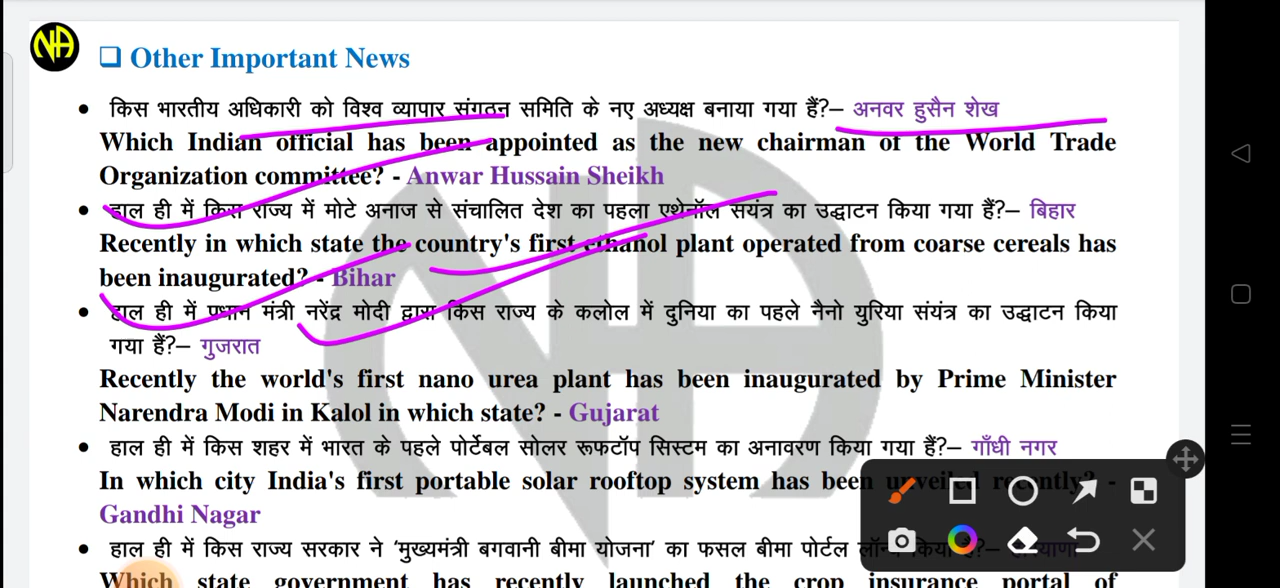 NA
❑ Other Important News
• किस भारतीय अधिकारी को विश्व व्यापार संगठन समिति के नए अध्यक्ष बनाया गया हैं?– अनवर हुसैन शेख
Which Indian official has been appointed as the new chairman of the World Trade
Organization committee? - Anwar Hussain Sheikh
• हाल ही में किस राज्य में मोटे अनाज से संचालित देश का पहला एथेनॉल सयंत्र का उद्घाटन किया गया हैं?– बिहार
Recently in which state the country's first ethanol plant operated from coarse cereals has
been inaugurated? - Bihar
• हाल ही में प्रधान मंत्री नरेंद्र मोदी द्वारा किस राज्य के कलोल में दुनिया का पहले नैनो युरिया संयंत्र का उद्घाटन किया
गया हैं?– गुजरात
Recently the world's first nano urea plant has been inaugurated by Prime Minister
Narendra Modi in Kalol in which state? - Gujarat
• हाल ही में किस शहर में भारत के पहले पोर्टेबल सोलर रूफटॉप सिस्टम का अनावरण किया गया हैं?– गाँधी नगर
In which city India's first portable solar rooftop system has been unveiled recently? -
Gandhi Nagar
• हाल ही में किस राज्य सरकार ने ‘मुख्यमंत्री बगवानी बीमा योजना’ का फसल बीमा पोर्टल लॉन्च किया हैं?– हरियाणा
Which state government has recently launched the crop insurance portal of